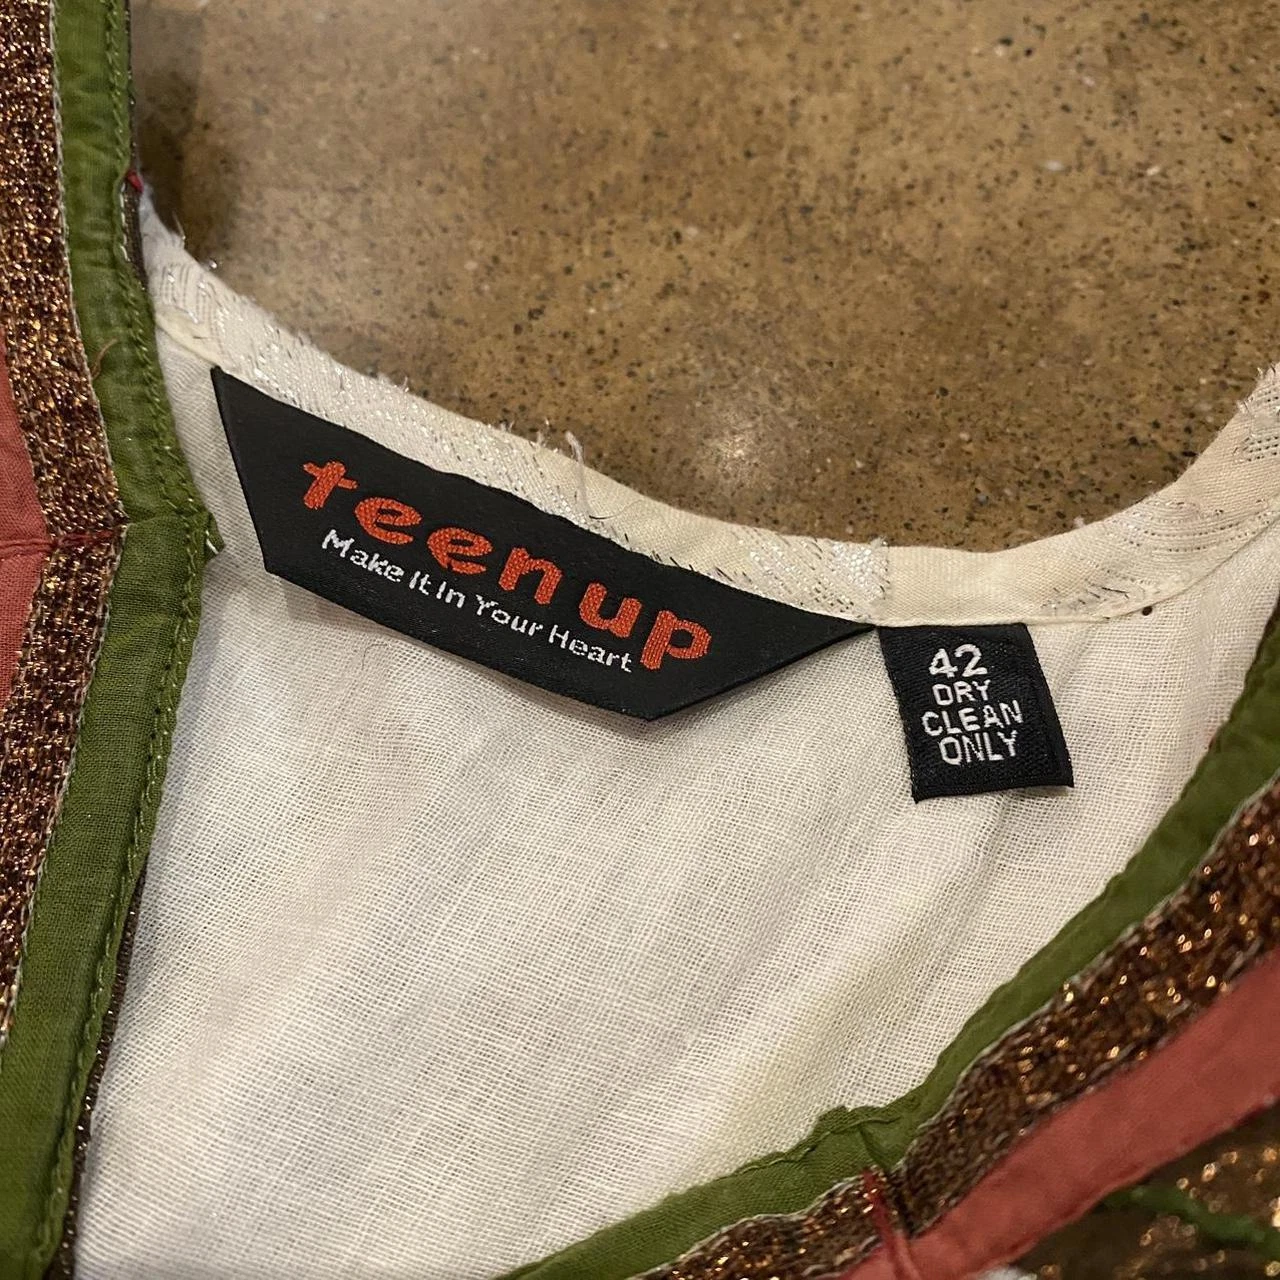 teenup
Make It In Your Heart
42
DRY
CLEAN
ONLY